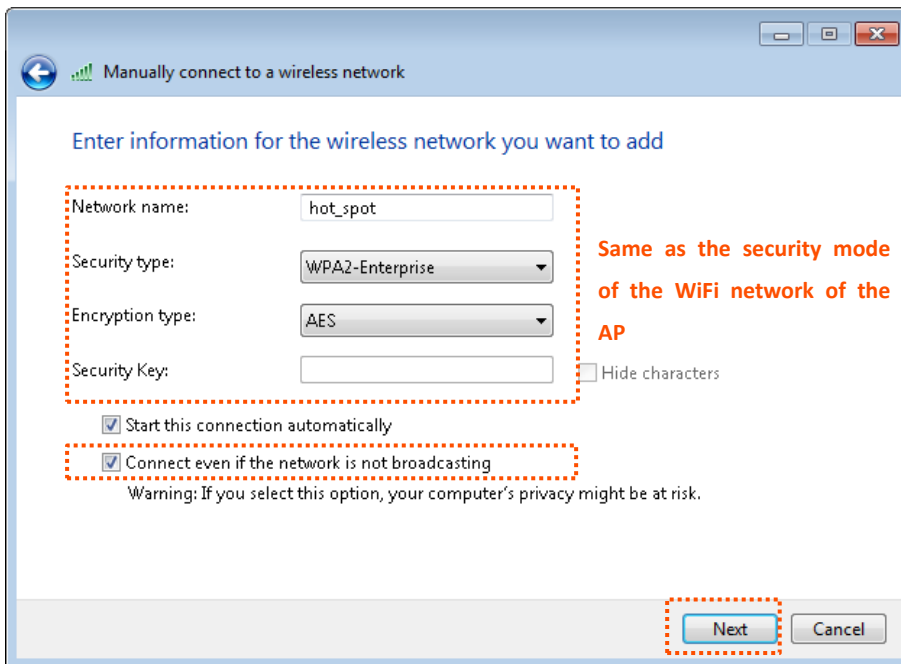 Manually connect to a wireless network
Enter information for the wireless network you want to add
Network name: hot_spot
Security type: WPA2-Enterprise
Encryption type: AES
Security Key:
Hide characters
Same as the security mode
of the WiFi network of the
AP
Start this connection automatically
Connect even if the network is not broadcasting
Warning: If you select this option, your computer's privacy might be at risk.
Next Cancel